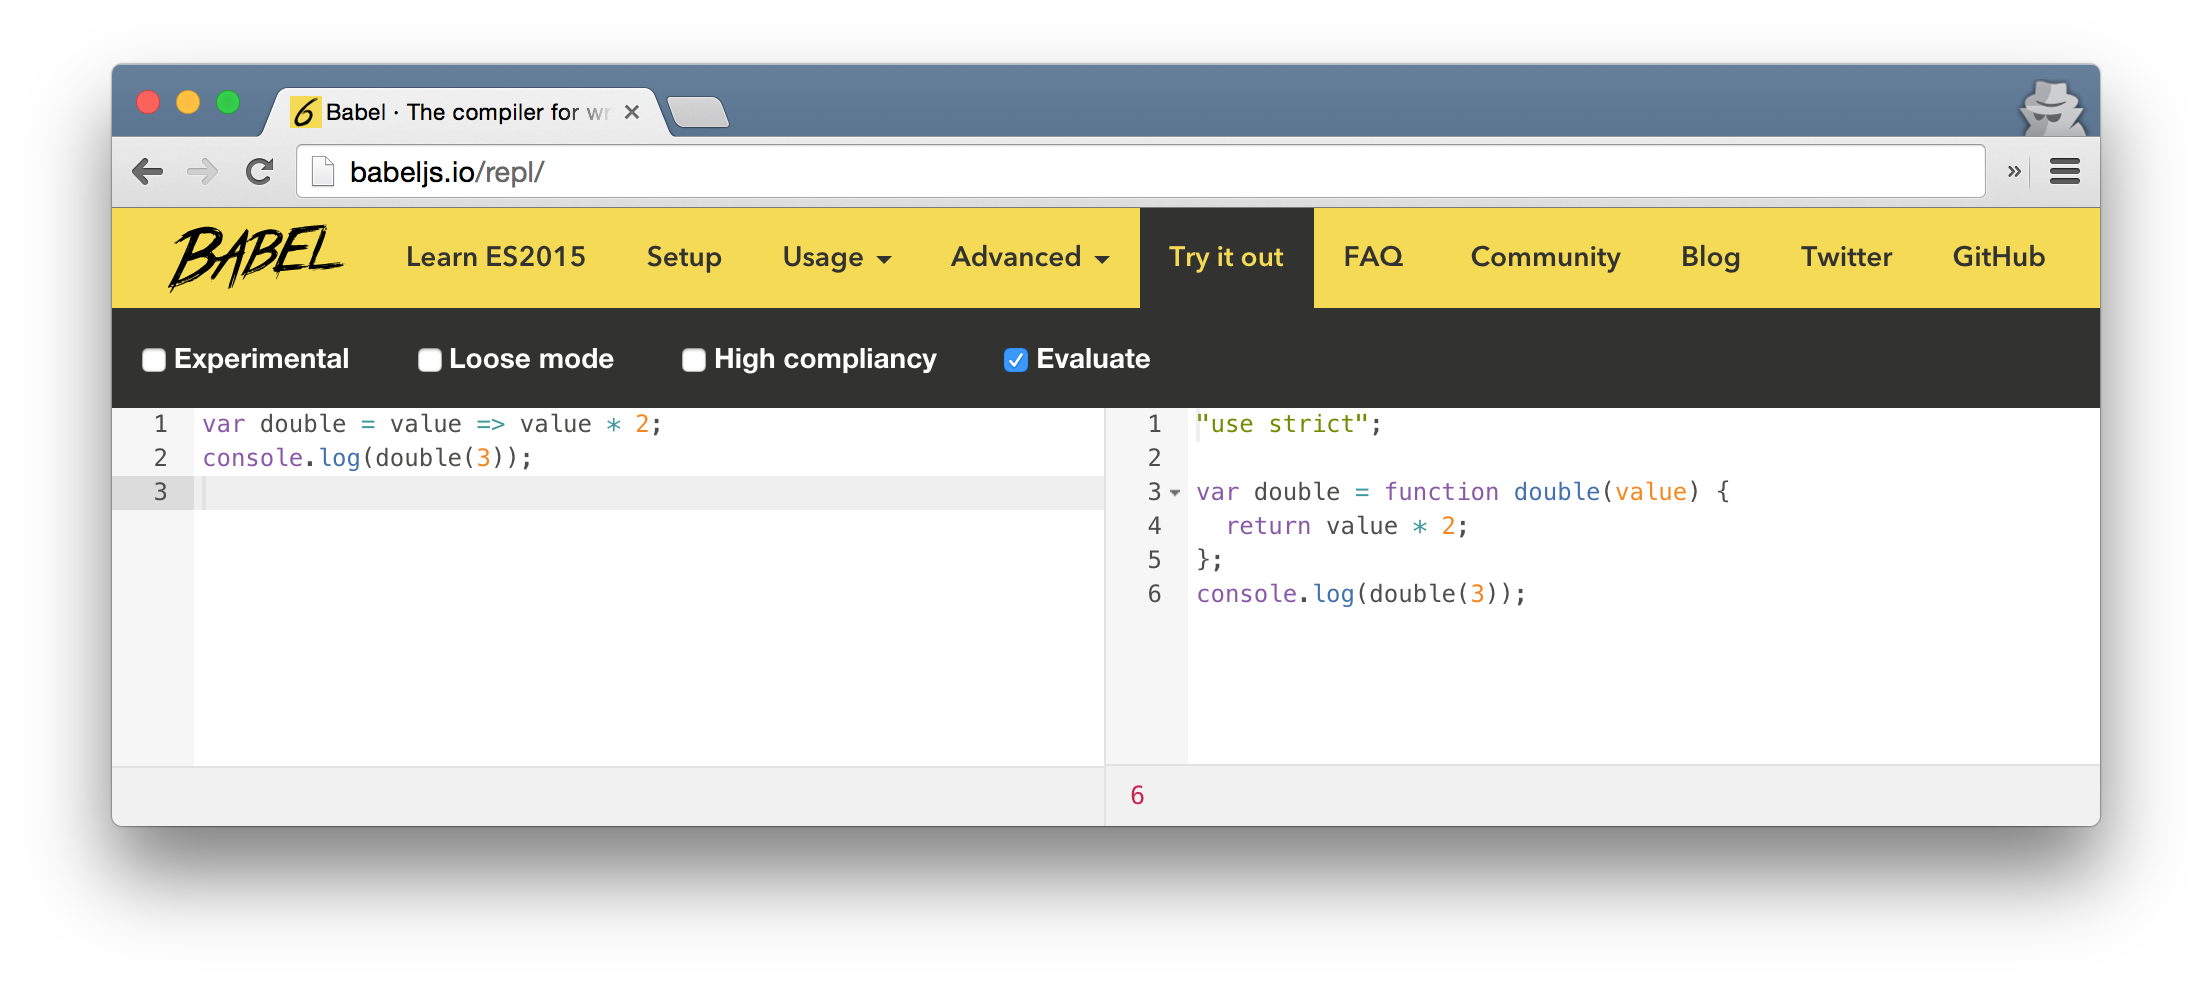 6 Babel · The compiler for wr
babeljs.io/repl/
BABEL Learn ES2015 Setup Usage Advanced Try it out FAQ Community Blog Twitter GitHub
Experimental Loose mode High compliancy Evaluate
1 var double = value => value * 2;
2 console.log(double(3));
3
1 "use strict";
2
3 var double = function double(value) {
4 return value * 2;
5 };
6 console.log(double(3));
6